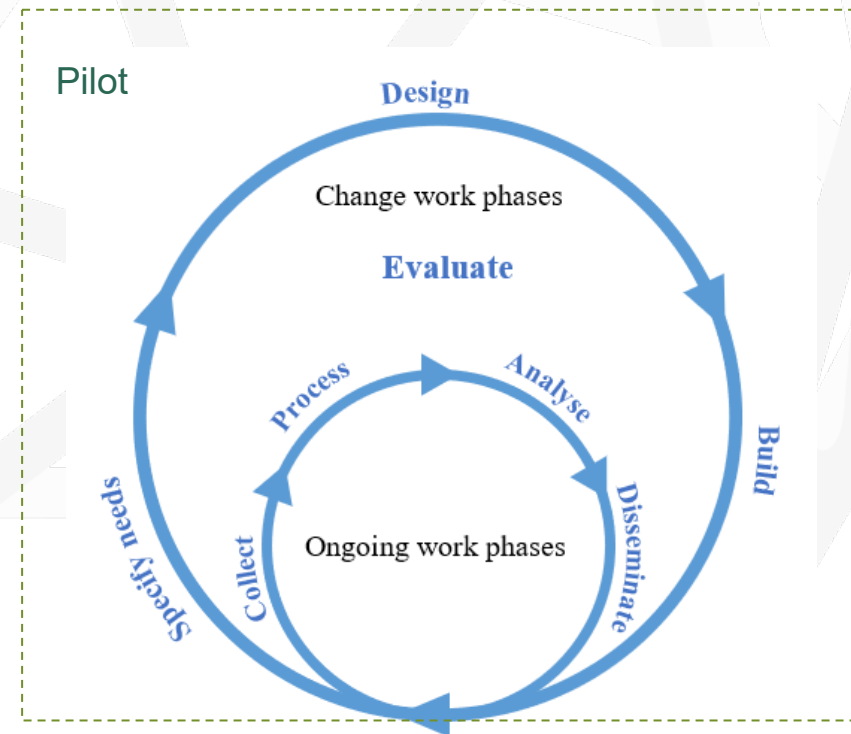 Pilot
Design
Change work phases
Evaluate
Process
Analyse
Build
Specify needs
Collect
Ongoing work phases
Disseminate